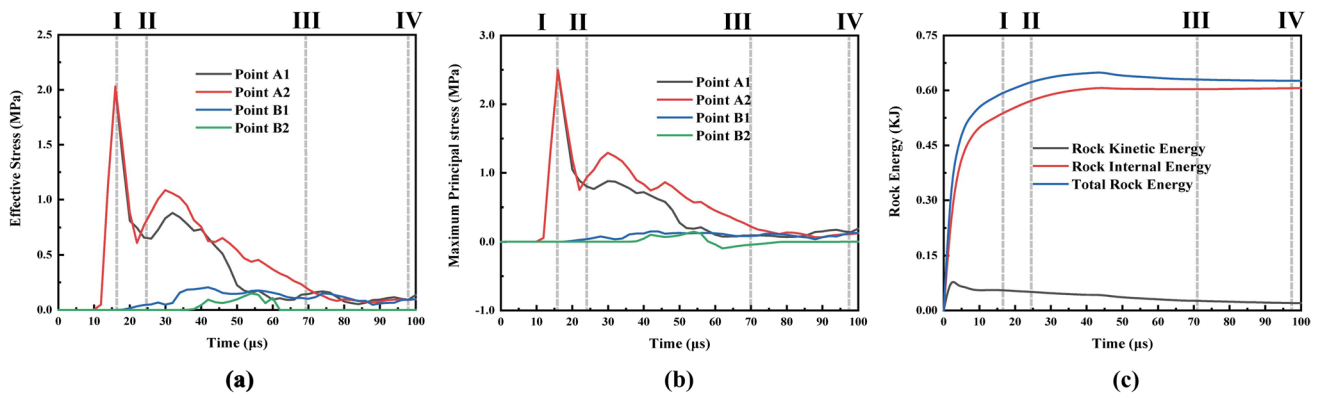 I II III IV
2.5
2.0
1.5
1.0
0.5
0.0
Effective Stress (MPa)
Point A1
Point A2
Point B1
Point B2
0 10 20 30 40 50 60 70 80 90 100
Time (μs)
(a)
I II III IV
3.0
2.0
1.0
0.0
-1.0
Maximum Principal stress (MPa)
Point A1
Point A2
Point B1
Point B2
0 10 20 30 40 50 60 70 80 90 100
Time (μs)
(b)
I II III IV
0.75
0.60
0.45
0.30
0.15
0.00
Rock Energy (KJ)
Rock Kinetic Energy
Rock Internal Energy
Total Rock Energy
0 10 20 30 40 50 60 70 80 90 100
Time (μs)
(c)